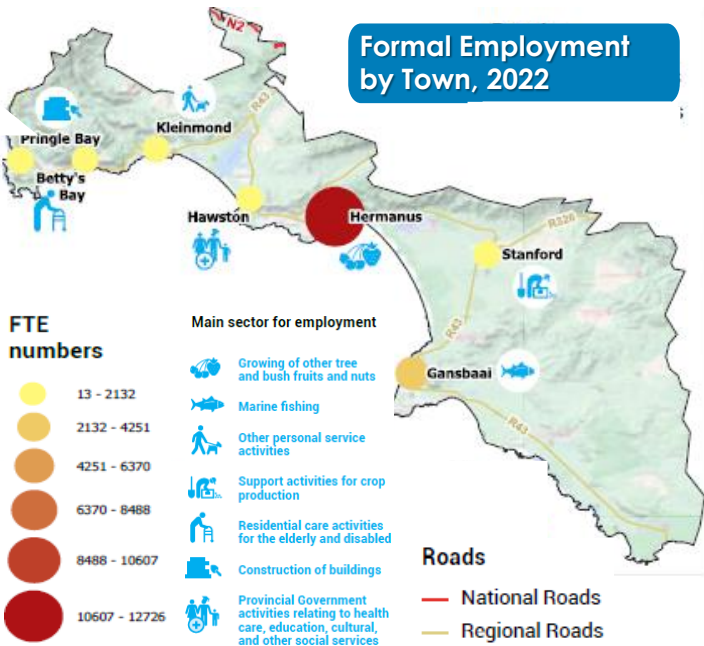 N2
Formal Employment
by Town, 2022
R43
Kleinmond
Pringle Bay
Betty's
Bay
Hawston
Hermanus
R326
Stanford
R43
Gansbaai
R43
FTE
numbers
13 - 2132
2132 - 4251
4251 - 6370
6370 - 8488
8488 - 10607
10607 - 12726
Main sector for employment
Growing of other tree
and bush fruits and nuts
Marine fishing
Other personal service
activities
Support activities for crop
production
Residential care activities
for the elderly and disabled
Construction of buildings
Provincial Government
activities relating to health
care, education, cultural,
and other social services
Roads
National Roads
Regional Roads